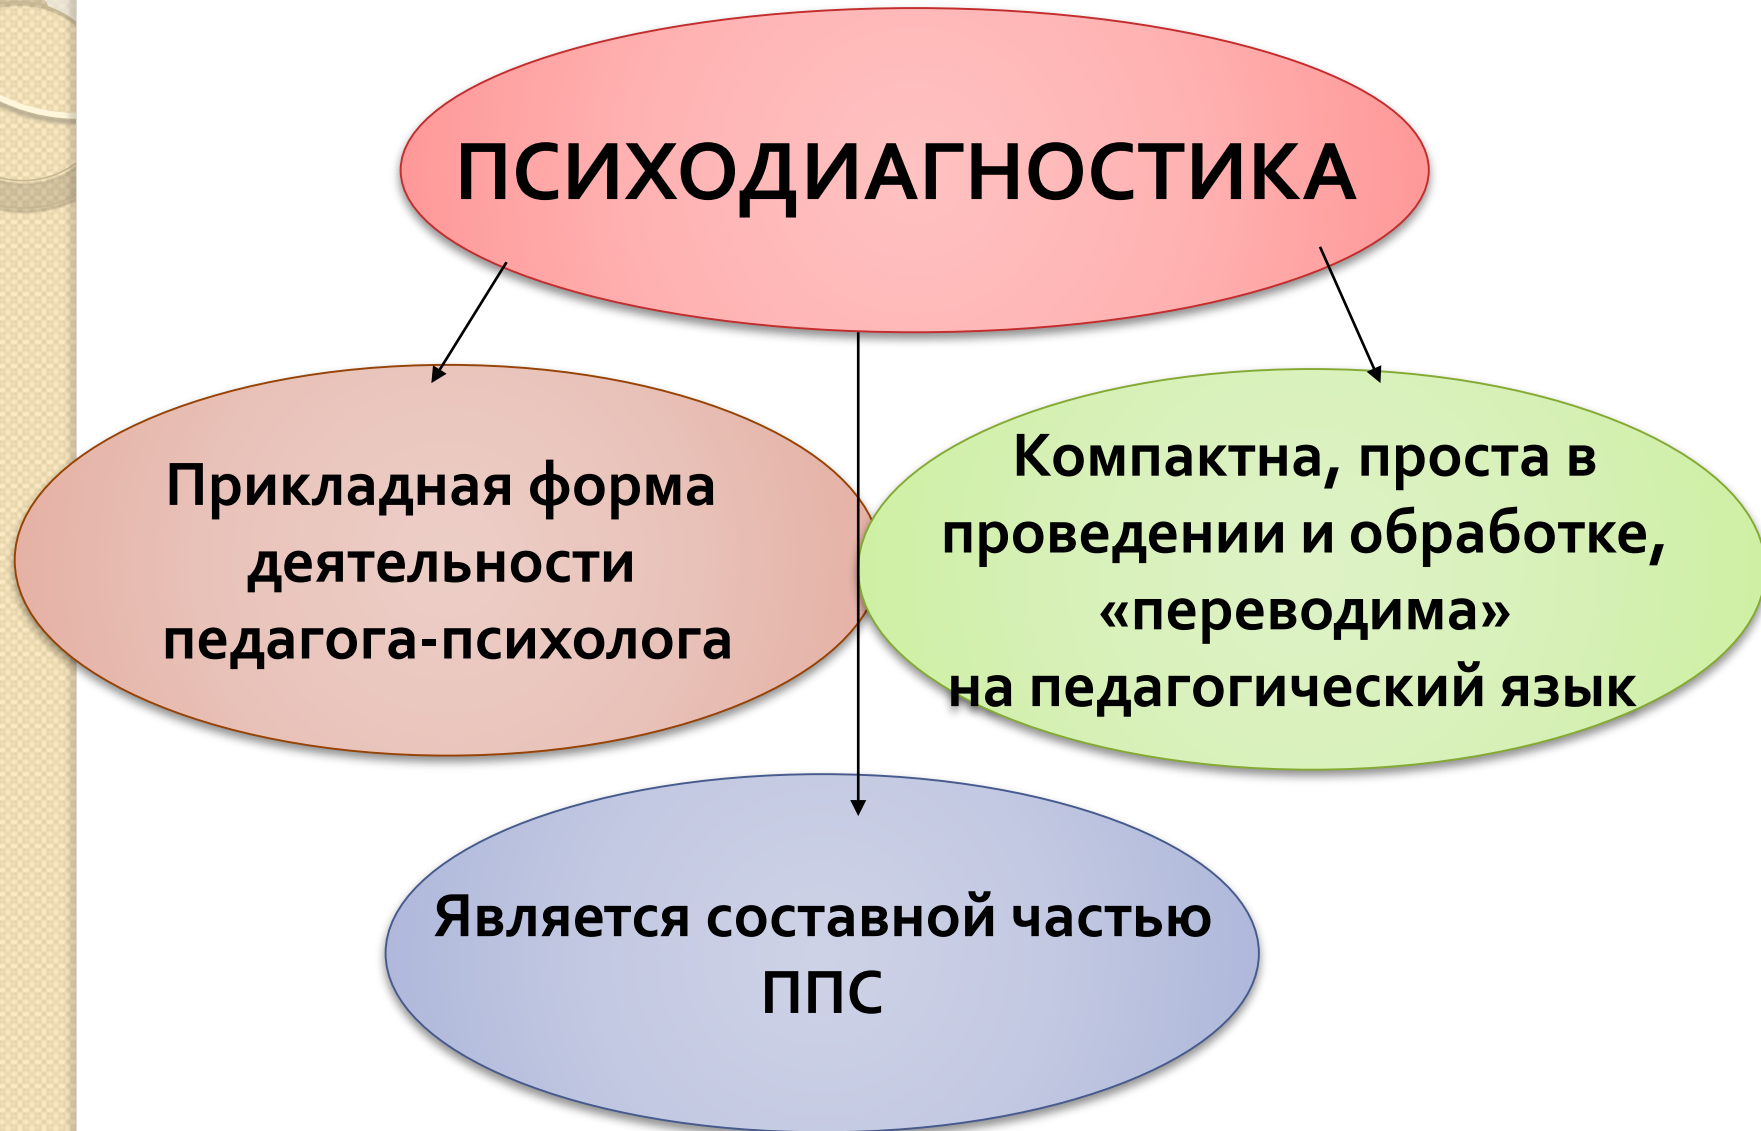 ПСИХОДИАГНОСТИКА
Прикладная форма
деятельности
педагога-психолога
Компактна, проста в
проведении и обработке,
«переводима»
на педагогический язык
Является составной частью
ППС